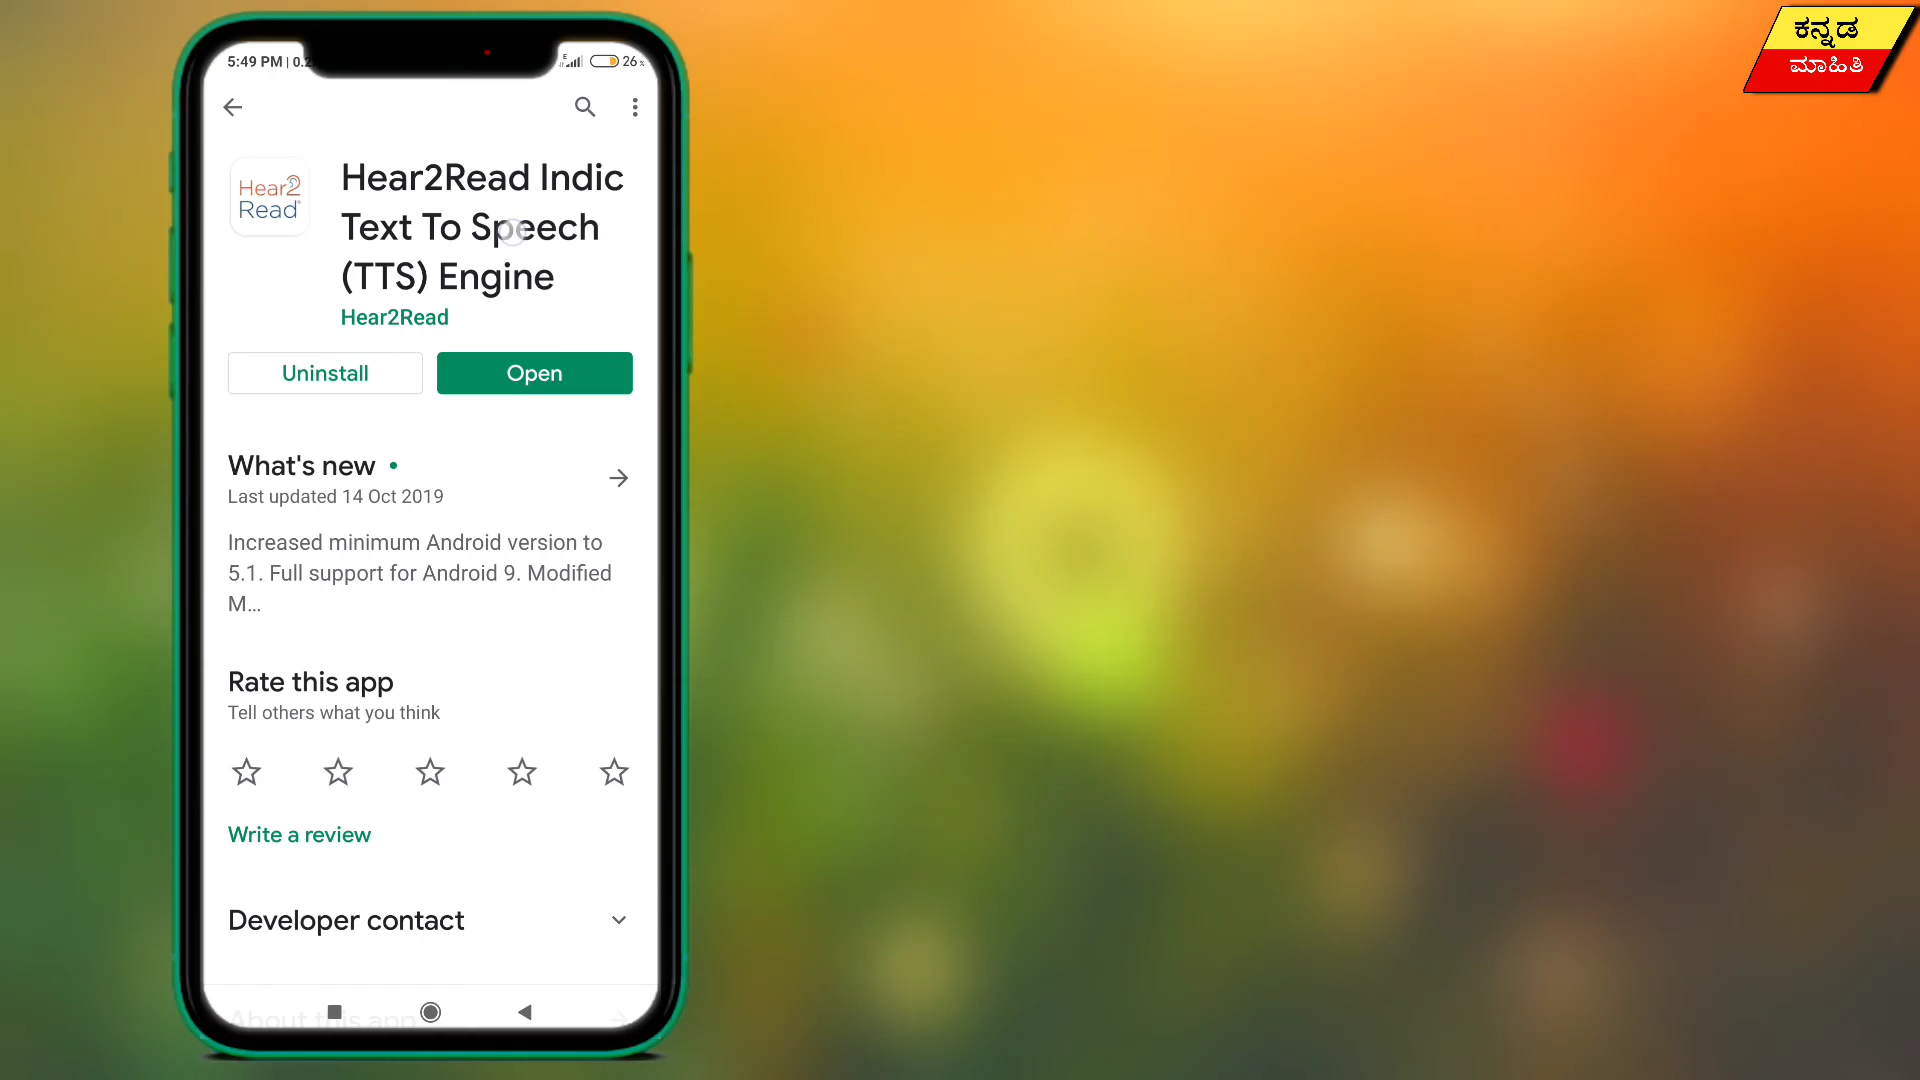 ಕನ್ನಡ
ಮಾಹಿತಿ
5:49 PM | 0.2
26%
Hear2
Read
Hear2Read Indic
Text To Speech
(TTS) Engine
Hear2Read
Uninstall
Open
What's new
Last updated 14 Oct 2019
Increased minimum Android version to
5.1. Full support for Android 9. Modified
M...
Rate this app
Tell others what you think
Write a review
Developer contact
About this app